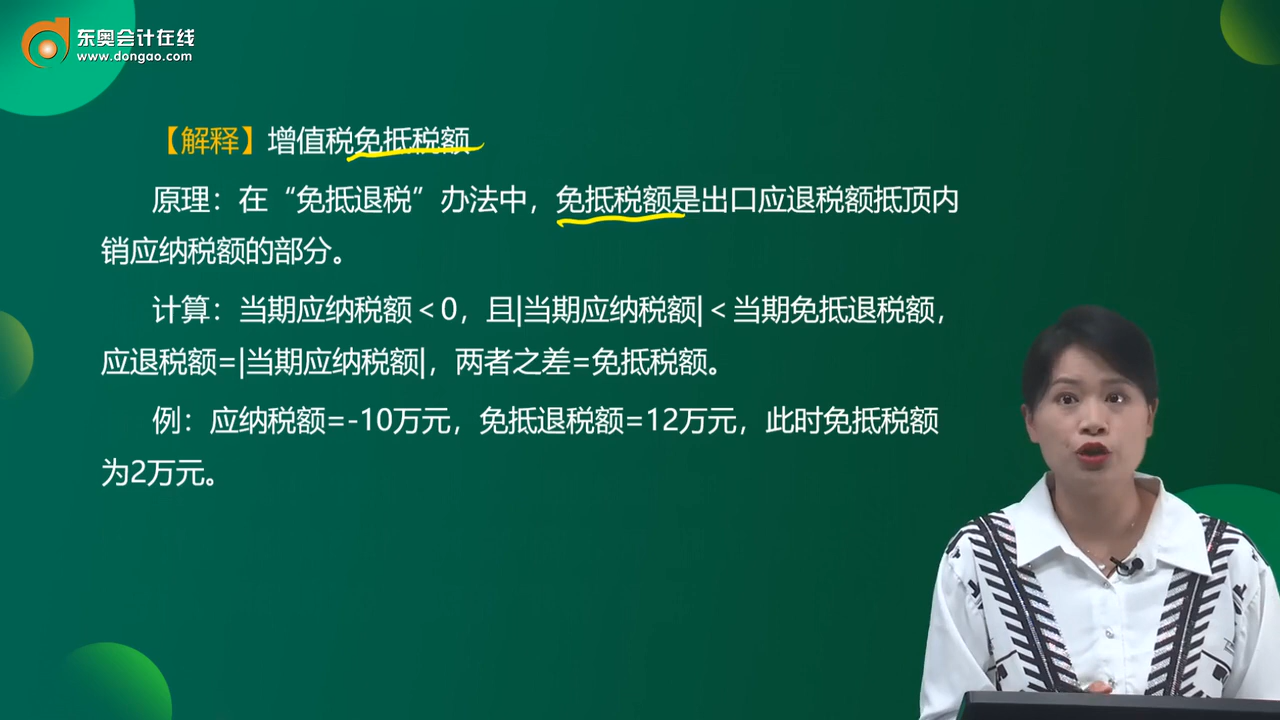 东奥会计在线
www.dongao.com
【解释】增值税免抵税额
原理：在“免抵退税”办法中，免抵税额是出口应退税额抵顶内
销应纳税额的部分。
计算：当期应纳税额＜0，且|当期应纳税额|＜当期免抵退税额，
应退税额=|当期应纳税额|，两者之差=免抵税额。
例：应纳税额=-10万元，免抵退税额=12万元，此时免抵税额
为2万元。